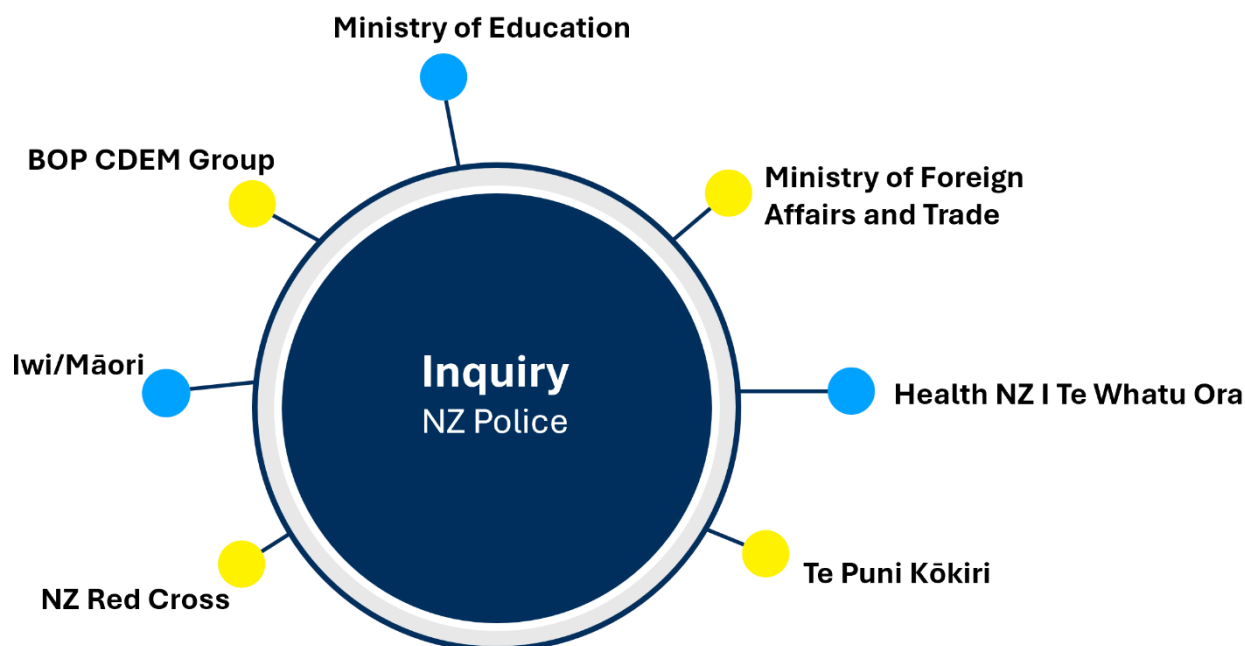 Ministry of Education
BOP CDEM Group
Ministry of Foreign
Affairs and Trade
Iwi/Māori
Inquiry
NZ Police
Health NZ I Te Whatu Ora
NZ Red Cross
Te Puni Kōkiri